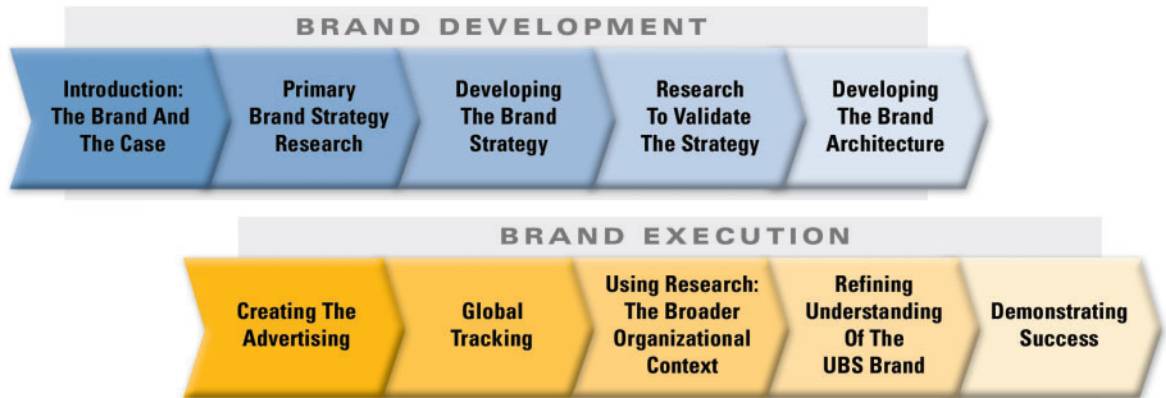 BRAND DEVELOPMENT
Introduction:
The Brand And
The Case
Primary
Brand Strategy
Research
Developing
The Brand
Strategy
Research
To Validate
The Strategy
Developing
The Brand
Architecture
BRAND EXECUTION
Creating The
Advertising
Global
Tracking
Using Research:
The Broader
Organizational
Context
Refining
Understanding
Of The
UBS Brand
Demonstrating
Success